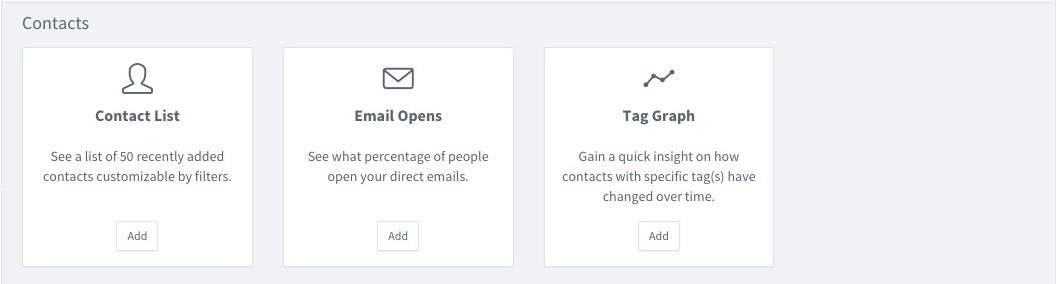 Contacts
Contact List
See a list of 50 recently added
contacts customizable by filters.
Add
Email Opens
See what percentage of people
open your direct emails.
Add
Tag Graph
Gain a quick insight on how
contacts with specific tag(s) have
changed over time.
Add